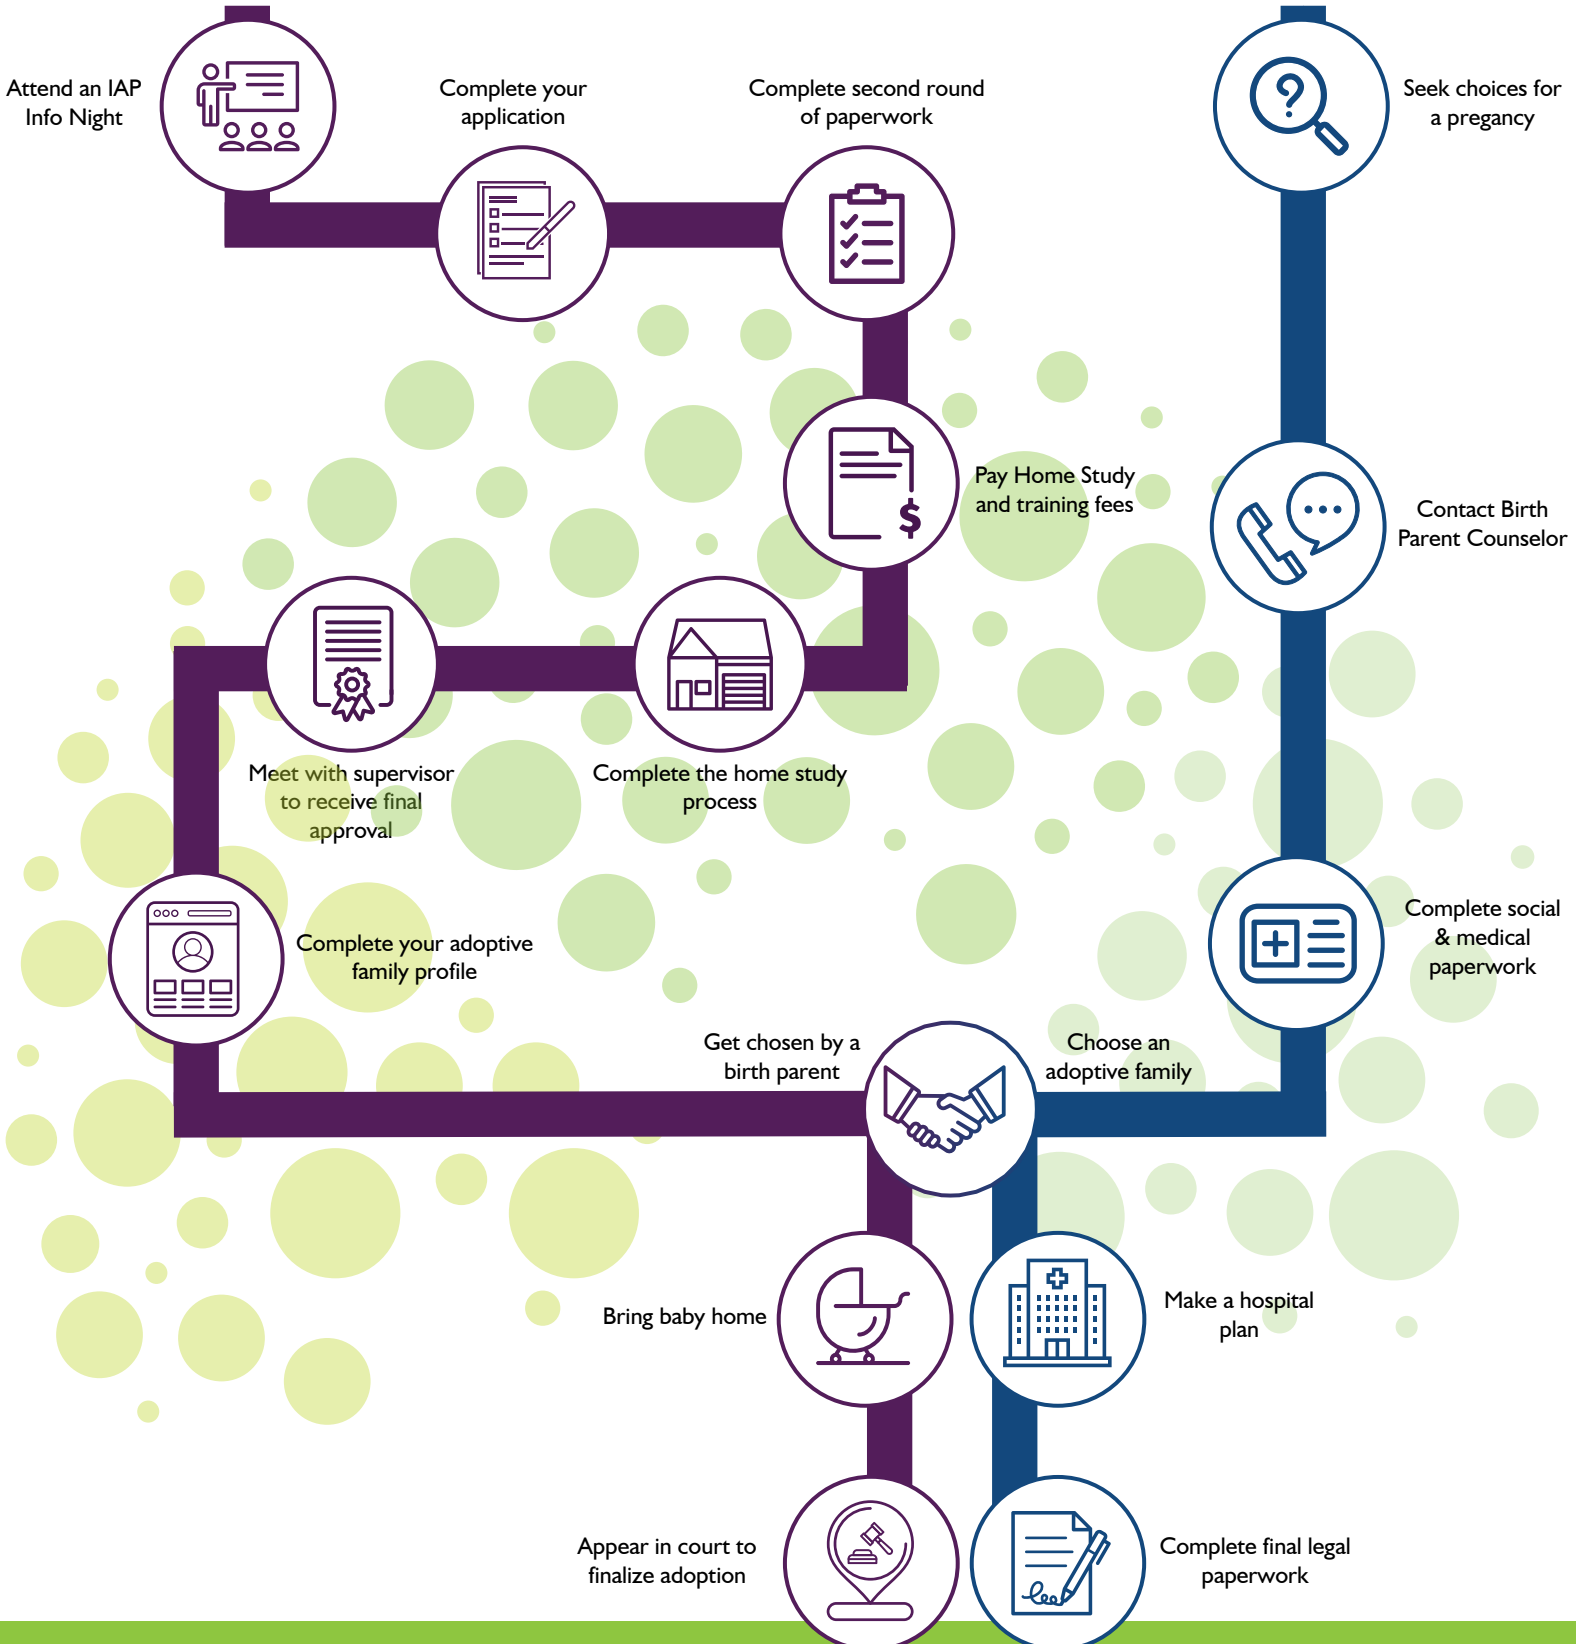 Attend an IAP
Info Night
Complete your
application
Complete second round
of paperwork
Seek choices for
a pregancy
Pay Home Study
and training fees
$
Contact Birth
Parent Counselor
Meet with supervisor
to receive final
approval
Complete the home study
process
Complete your adoptive
family profile
Complete social
& medical
paperwork
Get chosen by a
birth parent
Choose an
adoptive family
Bring baby home
Make a hospital
plan
Appear in court to
finalize adoption
Complete final legal
paperwork